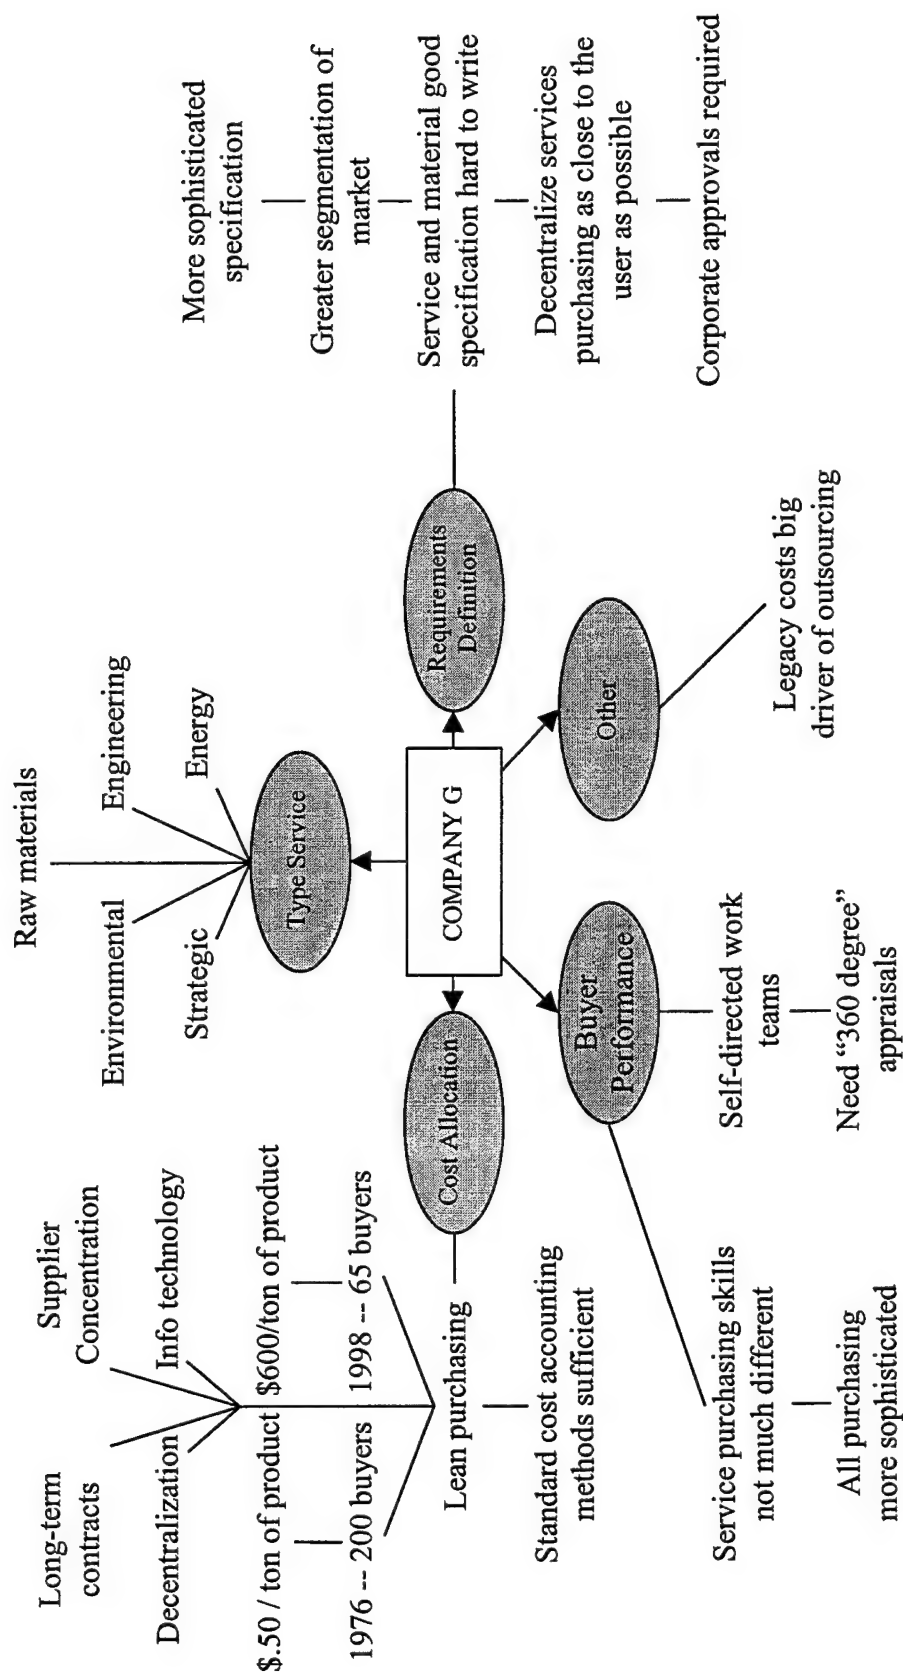 Long-term
contracts
Supplier
Concentration
Decentralization
Info technology
$.50 / ton of product
$600/ton of product
1976 -- 200 buyers
1998 -- 65 buyers
Lean purchasing
Standard cost accounting
methods sufficient
Cost Allocation
Raw materials
Environmental
Engineering
Strategic
Energy
Type Service
COMPANY G
Requirements
Definition
More sophisticated
specification
Greater segmentation of
market
Service and material good
specification hard to write
Decentralize services
purchasing as close to the
user as possible
Corporate approvals required
Buyer
Performance
Self-directed work
teams
Need “360 degree”
appraisals
Service purchasing skills
not much different
All purchasing
more sophisticated
Other
Legacy costs big
driver of outsourcing